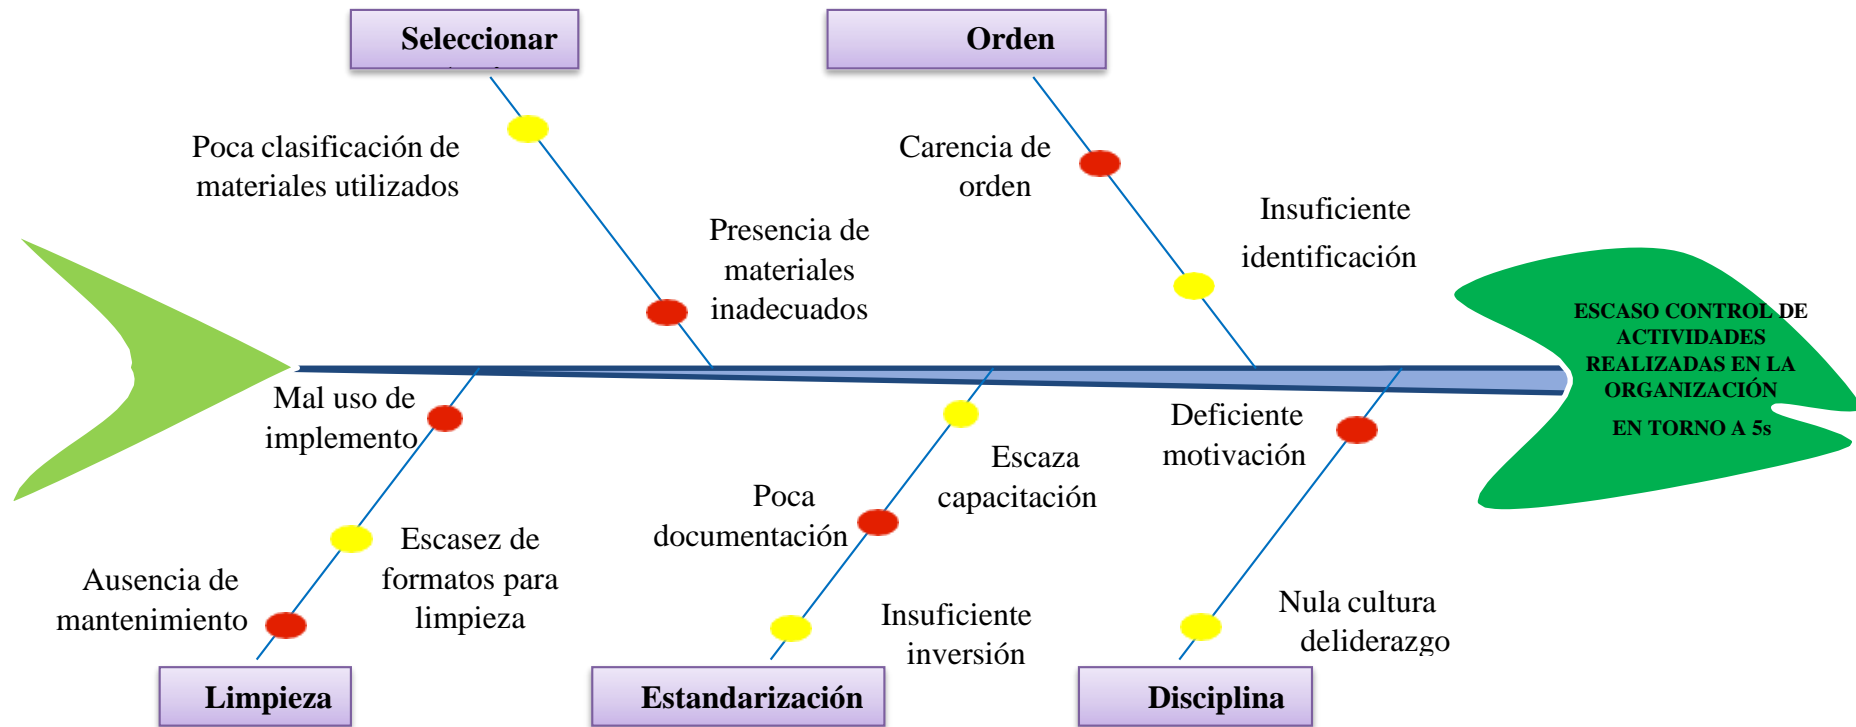 Seleccionar
Orden
Poca clasificación de
materiales utilizados
Presencia de
materiales
inadecuados
Carencia de
orden
Insuficiente
identificación
ESCASO CONTROL DE
ACTIVIDADES
REALIZADAS EN LA
ORGANIZACIÓN
EN TORNO A 5s
Mal uso de
implemento
Escasez de
formatos para
limpieza
Ausencia de
mantenimiento
Escaza
capacitación
Poca
documentación
Insuficiente
inversión
Deficiente
motivación
Nula cultura
deliderazgo
Limpieza
Estandarización
Disciplina